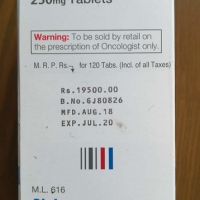 250mg Tablets
Warning: To be sold by retail on
the prescription of Oncologist only.
M. R. P. Rs. for 120 Tabs. (Incl. of all Taxes)
Rs.19500.00
B.No.GJ80826
MFD.AUG.18
EXP.JUL.20
M.L. 616